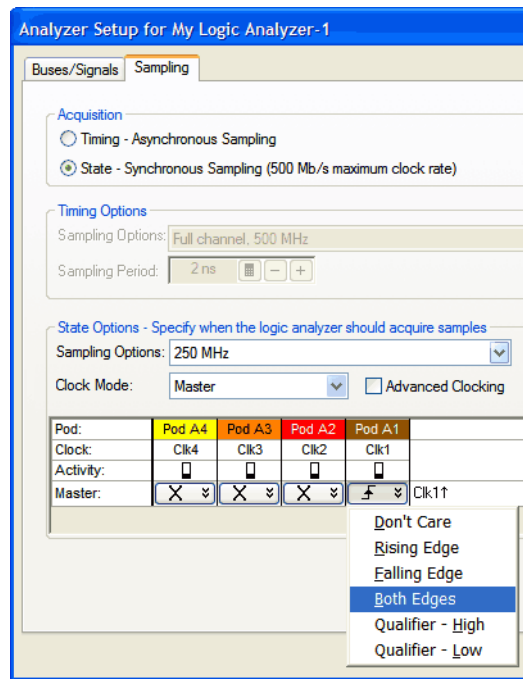 Analyzer Setup for My Logic Analyzer-1
Buses/Signals Sampling
Acquisition
Timing - Asynchronous Sampling
State - Synchronous Sampling (500 Mb/s maximum clock rate)
Timing Options
Sampling Options: Full channel, 500 MHz
Sampling Period: 2 ns - +
State Options - Specify when the logic analyzer should acquire samples
Sampling Options: 250 MHz
Clock Mode: Master Advanced Clocking
Pod: Pod A4 Pod A3 Pod A2 Pod A1
Clock: Clk4 Clk3 Clk2 Clk1
Activity:
Master: X X X Clk1↑
Don't Care
Rising Edge
Falling Edge
Both Edges
Qualifier - High
Qualifier - Low